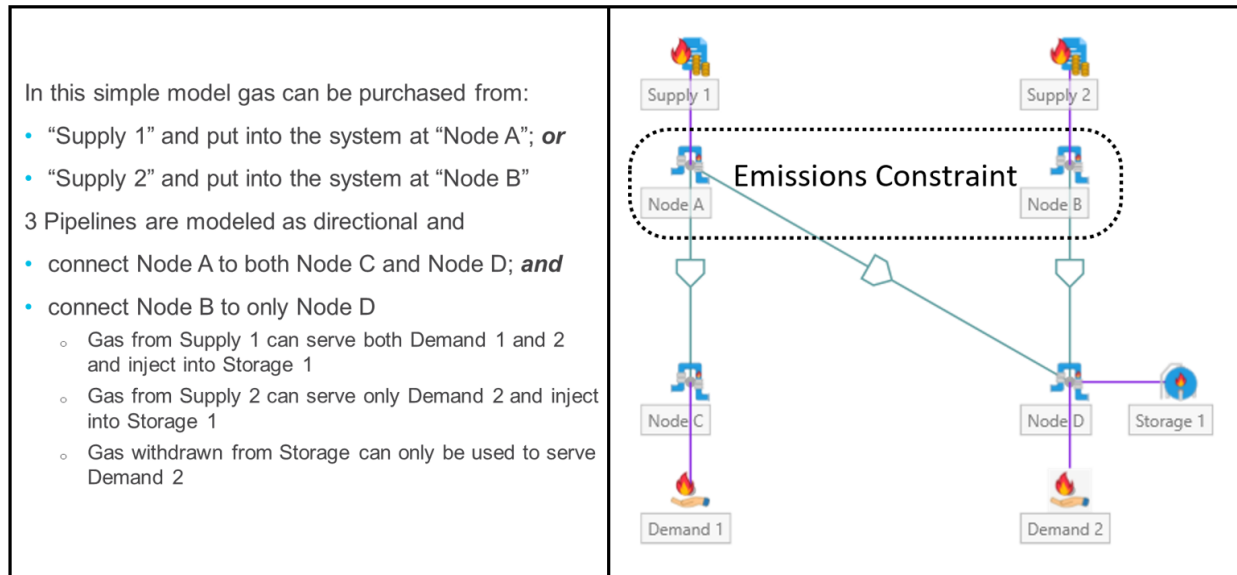 In this simple model gas can be purchased from:
• “Supply 1” and put into the system at “Node A”; or
• “Supply 2” and put into the system at “Node B”
3 Pipelines are modeled as directional and
• connect Node A to both Node C and Node D; and
• connect Node B to only Node D
○ Gas from Supply 1 can serve both Demand 1 and 2
and inject into Storage 1
○ Gas from Supply 2 can serve only Demand 2 and inject
into Storage 1
○ Gas withdrawn from Storage can only be used to serve
Demand 2
Supply 1
Supply 2
Emissions Constraint
Node A
Node B
Node C
Node D
Storage 1
Demand 1
Demand 2